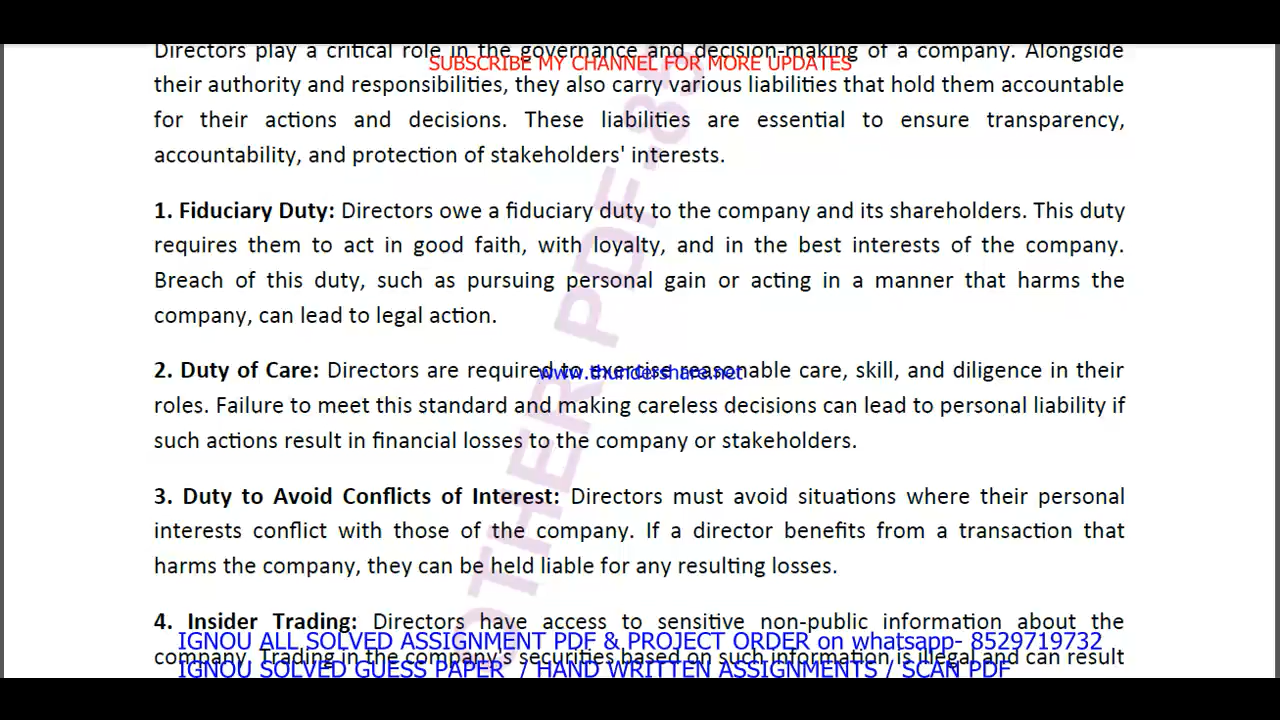 Directors play a critical role in the governance and decision-making of a company. Alongside
SUBSCRIBE MY CHANNEL FOR MORE UPDATES
their authority and responsibilities, they also carry various liabilities that hold them accountable
for their actions and decisions. These liabilities are essential to ensure transparency,
accountability, and protection of stakeholders' interests.
1. Fiduciary Duty: Directors owe a fiduciary duty to the company and its shareholders. This duty
requires them to act in good faith, with loyalty, and in the best interests of the company.
Breach of this duty, such as pursuing personal gain or acting in a manner that harms the
company, can lead to legal action.
2. Duty of Care: Directors are required to exercise reasonable care, skill, and diligence in their
www.thundershare.net
roles. Failure to meet this standard and making careless decisions can lead to personal liability if
such actions result in financial losses to the company or stakeholders.
3. Duty to Avoid Conflicts of Interest: Directors must avoid situations where their personal
interests conflict with those of the company. If a director benefits from a transaction that
harms the company, they can be held liable for any resulting losses.
4. Insider Trading: Directors have access to sensitive non-public information about the
IGNOU ALL SOLVED ASSIGNMENT PDF & PROJECT ORDER on whatsapp- 8529719732
company. Trading in the company's securities based on such information is illegal and can result
IGNOU SOLVED GUESS PAPER / HAND WRITTEN ASSIGNMENTS / SCAN PDF
OTHER PDF-85